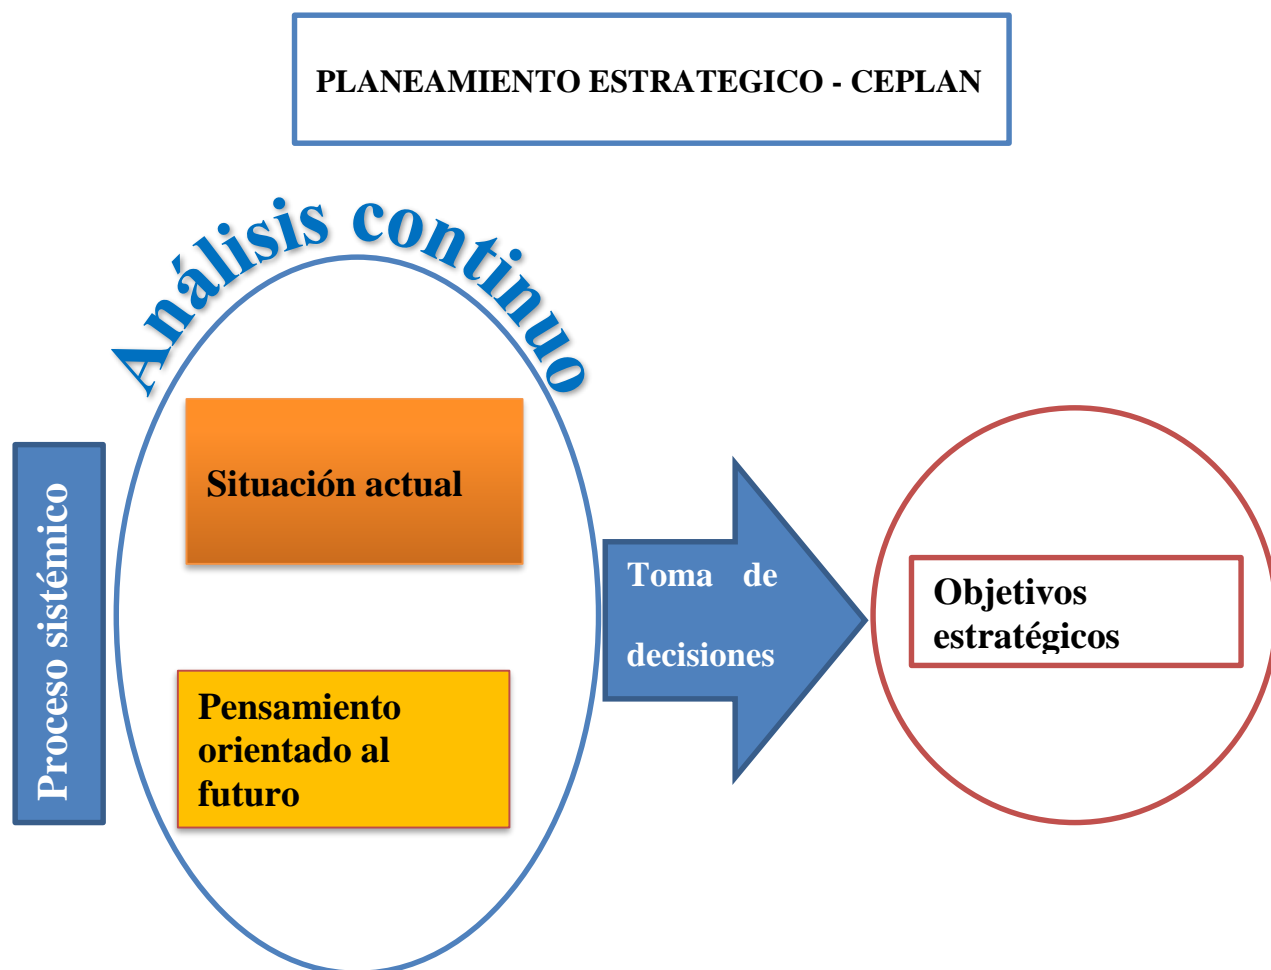 PLANEAMIENTO ESTRATEGICO - CEPLAN
Análisis continuo
Proceso sistémico
Situación actual
Pensamiento
orientado al
futuro
Toma de
decisiones
Objetivos
estratégicos